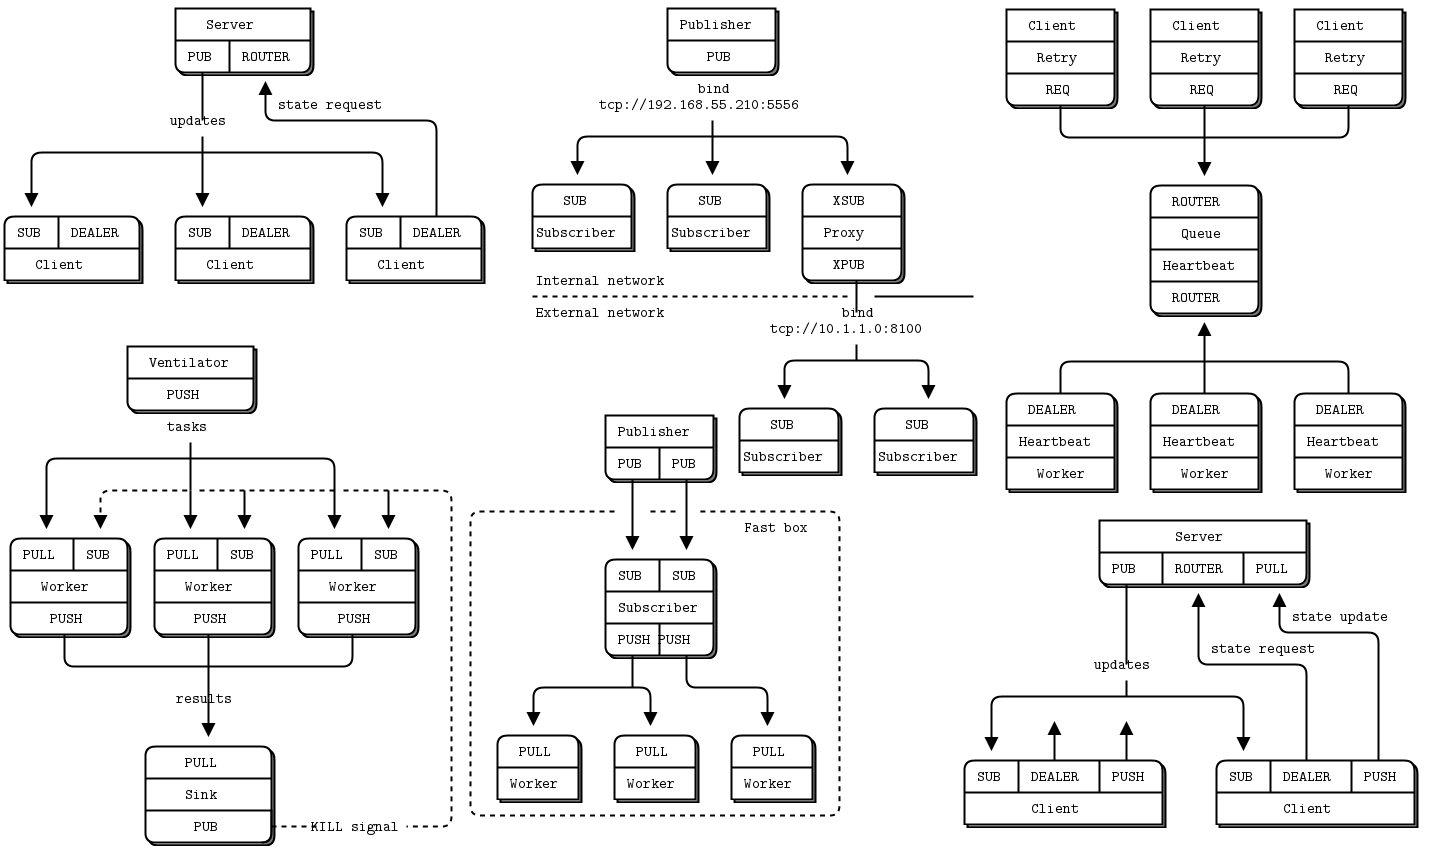 Server
PUB ROUTER
state request
updates
SUB DEALER
Client
SUB DEALER
Client
SUB DEALER
Client
Publisher
PUB
bind
tcp://192.168.55.210:5556
SUB
Subscriber
SUB
Subscriber
XSUB
Proxy
XPUB
Internal network
External network
bind
tcp://10.1.1.0:8100
SUB
Subscriber
SUB
Subscriber
Client
Retry
REQ
Client
Retry
REQ
Client
Retry
REQ
ROUTER
Queue
Heartbeat
ROUTER
DEALER
Heartbeat
Worker
DEALER
Heartbeat
Worker
DEALER
Heartbeat
Worker
Ventilator
PUSH
tasks
PULL SUB
Worker
PUSH
PULL SUB
Worker
PUSH
PULL SUB
Worker
PUSH
results
PULL
Sink
PUB
KILL signal
Publisher
PUB PUB
Fast box
SUB SUB
Subscriber
PUSH PUSH
PULL
Worker
PULL
Worker
PULL
Worker
Server
PUB ROUTER PULL
state update
state request
updates
SUB DEALER PUSH
Client
SUB DEALER PUSH
Client